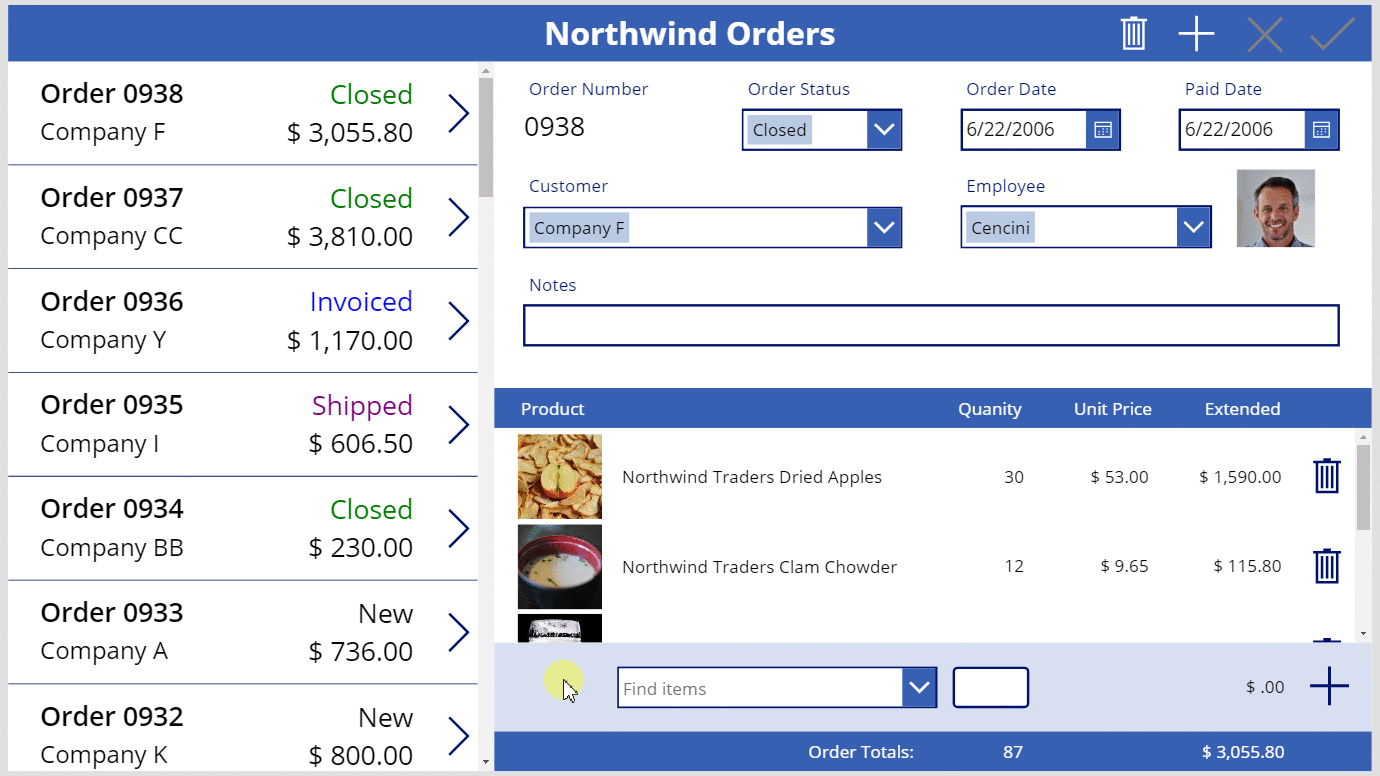 Northwind Orders
Order 0938 Closed
Company F $ 3,055.80
Order 0937 Closed
Company CC $ 3,810.00
Order 0936 Invoiced
Company Y $ 1,170.00
Order 0935 Shipped
Company I $ 606.50
Order 0934 Closed
Company BB $ 230.00
Order 0933 New
Company A $ 736.00
Order 0932 New
Company K $ 800.00
Order Number Order Status Order Date Paid Date
0938 Closed 6/22/2006 6/22/2006
Customer Employee
Company F Cencini
Notes
Product Quanity Unit Price Extended
Northwind Traders Dried Apples 30 $ 53.00 $ 1,590.00
Northwind Traders Clam Chowder 12 $ 9.65 $ 115.80
Find items $ .00
Order Totals: 87 $ 3,055.80